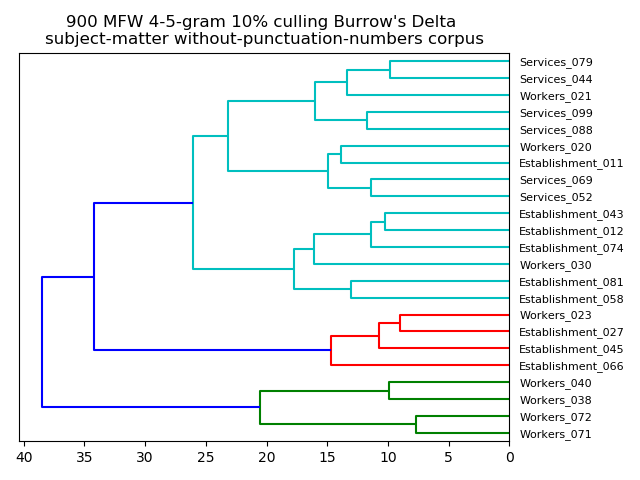 900 MFW 4-5-gram 10% culling Burrow's Delta
subject-matter without-punctuation-numbers corpus
Services_079
Services_044
Workers_021
Services_099
Services_088
Workers_020
Establishment_011
Services_069
Services_052
Establishment_043
Establishment_012
Establishment_074
Workers_030
Establishment_081
Establishment_058
Workers_023
Establishment_027
Establishment_045
Establishment_066
Workers_040
Workers_038
Workers_072
Workers_071
40 35 30 25 20 15 10 5 0